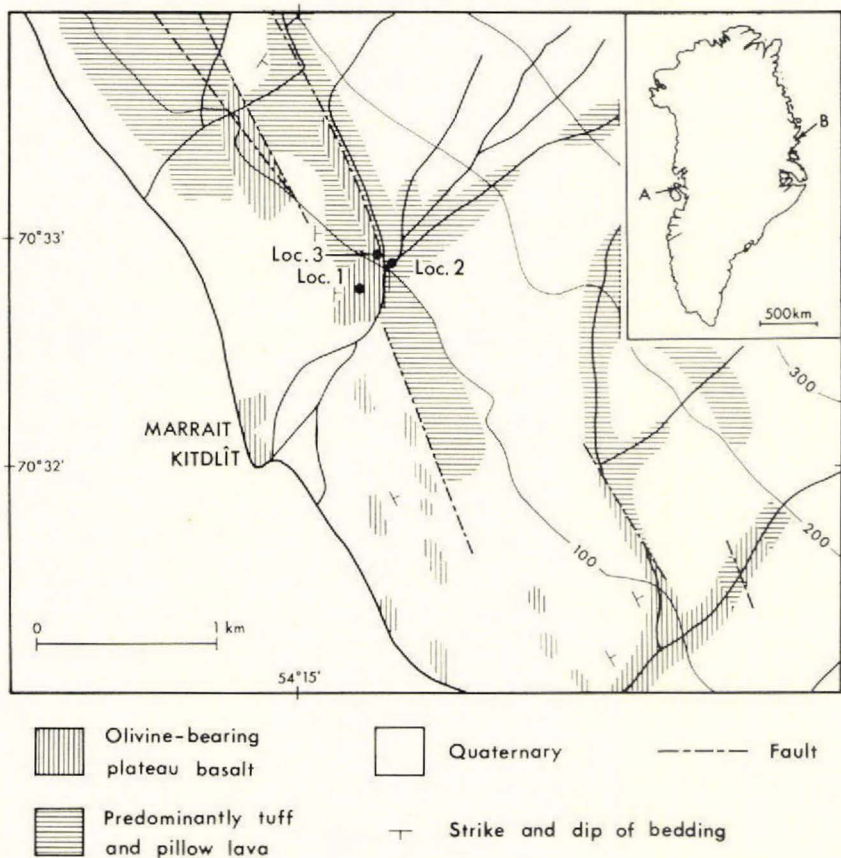 B
A
500km
70°33'
Loc. 3
Loc. 2
Loc. 1
300
MARRAIT
KITDLÎT
70°32'
200
100
0 1 km
54°15'
Olivine-bearing
plateau basalt
Quaternary
Fault
Predominantly tuff
and pillow lava
Strike and dip of bedding